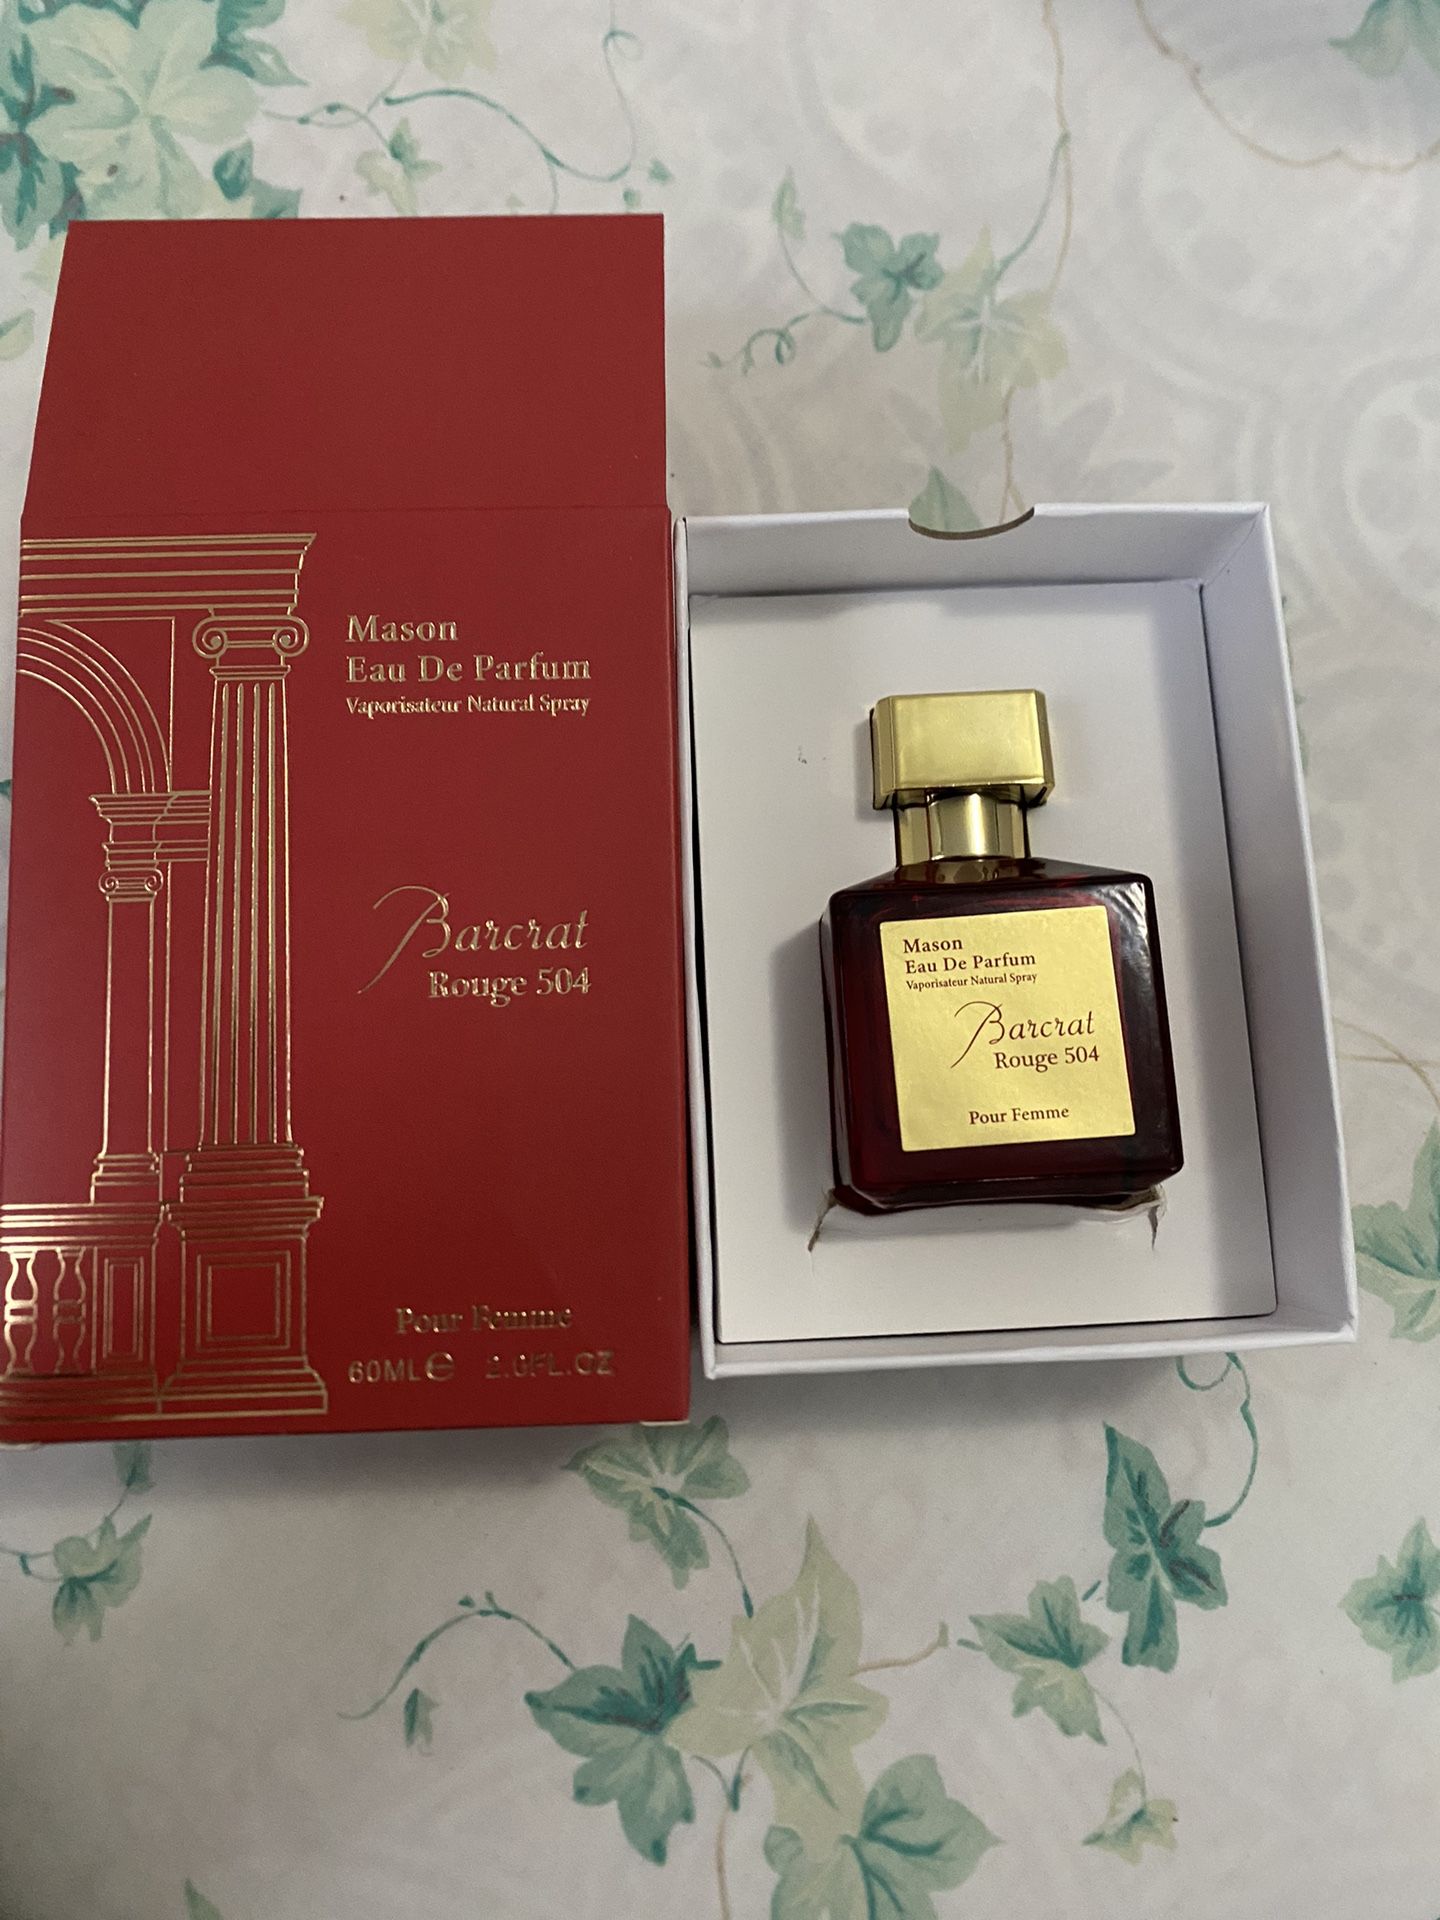 Mason
Eau De Parfum
Vaporisateur Natural Spray
Barcrat
Rouge 504
Pour Femme
60ML e 2.0FL.OZ
Mason
Eau De Parfum
Vaporisateur Natural Spray
Barcrat
Rouge 504
Pour Femme